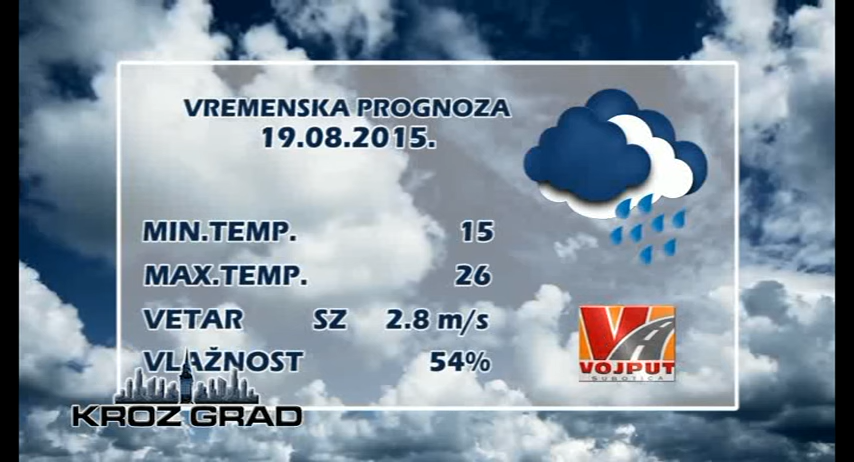 VREMENSKA PROGNOZA
19.08.2015.
MIN.TEMP. 15
MAX.TEMP. 26
VETAR SZ 2.8 m/s
VLAŽNOST 54%
VOJPUT
SUBOTICA
KROZ GRAD